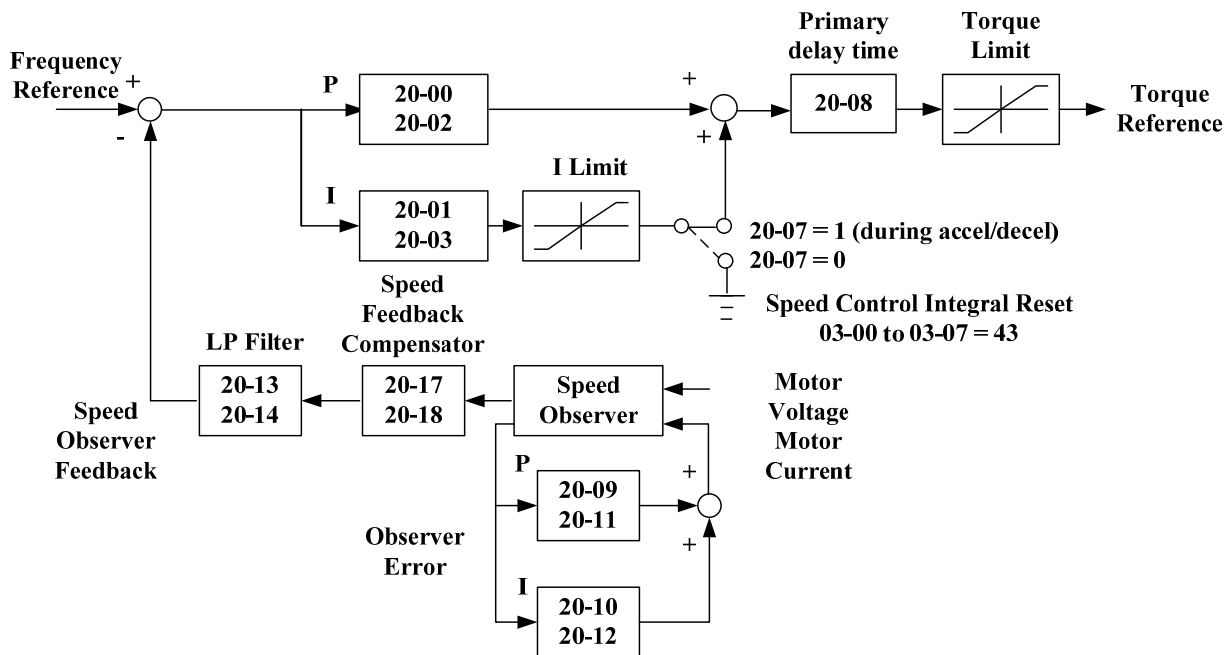 Frequency
Reference
+
-
P
20-00
20-02
+
+
Primary
delay time
20-08
Torque
Limit
Torque
Reference
I
20-01
20-03
I Limit
20-07 = 1 (during accel/decel)
20-07 = 0
Speed Control Integral Reset
03-00 to 03-07 = 43
Speed
Feedback
Compensator
LP Filter
20-13
20-14
20-17
20-18
Speed
Observer
Motor
Voltage
Motor
Current
Speed
Observer
Feedback
P
20-09
20-11
+
+
Observer
Error
I
20-10
20-12